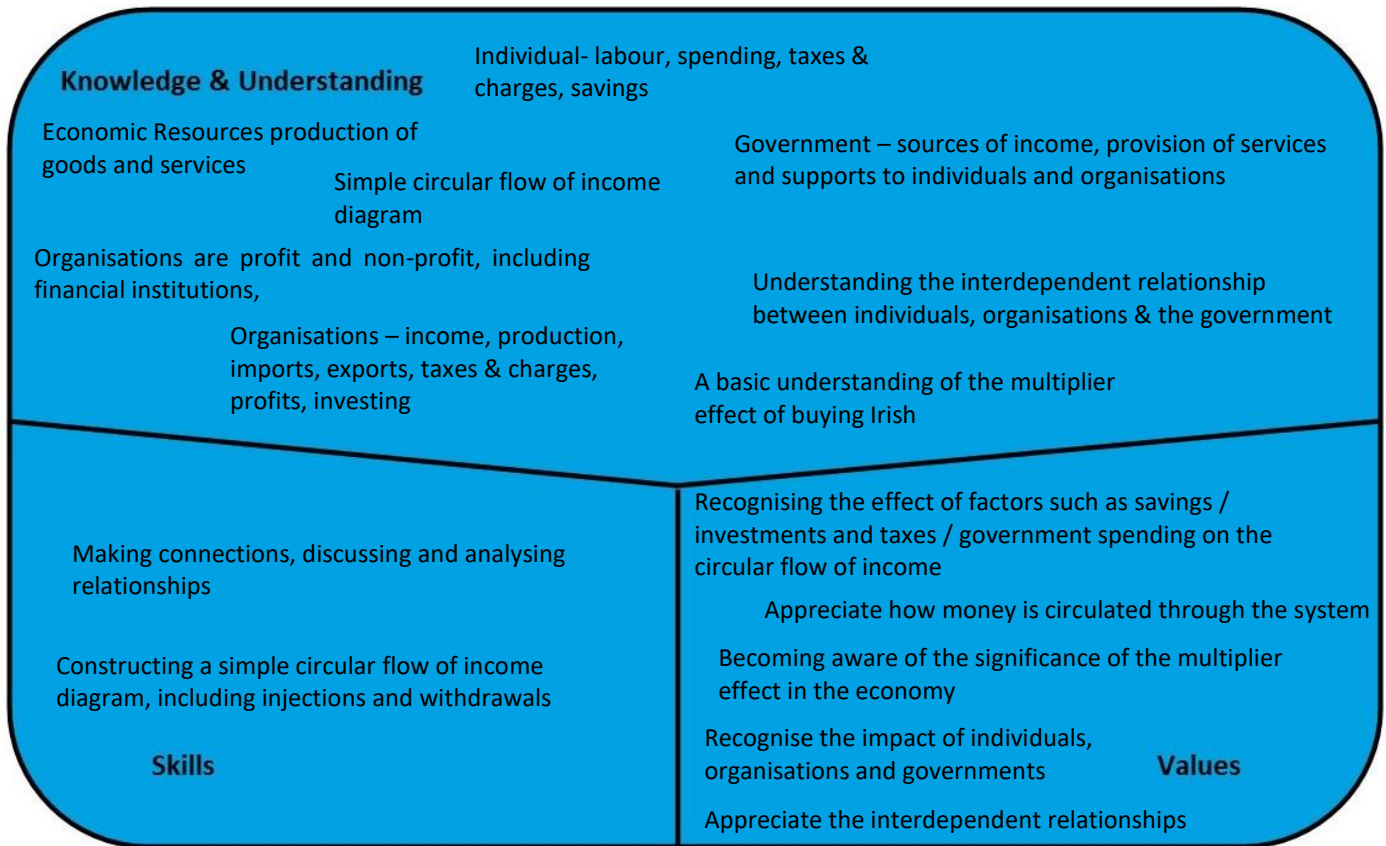 Knowledge & Understanding
Individual- labour, spending, taxes &
charges, savings
Economic Resources production of
goods and services
Government – sources of income, provision of services
and supports to individuals and organisations
Simple circular flow of income
diagram
Organisations are profit and non-profit, including
financial institutions,
Understanding the interdependent relationship
between individuals, organisations & the government
Organisations – income, production,
imports, exports, taxes & charges,
profits, investing
A basic understanding of the multiplier
effect of buying Irish
Making connections, discussing and analysing
relationships
Constructing a simple circular flow of income
diagram, including injections and withdrawals
Skills
Recognising the effect of factors such as savings /
investments and taxes / government spending on the
circular flow of income
Appreciate how money is circulated through the system
Becoming aware of the significance of the multiplier
effect in the economy
Recognise the impact of individuals,
organisations and governments
Values
Appreciate the interdependent relationships